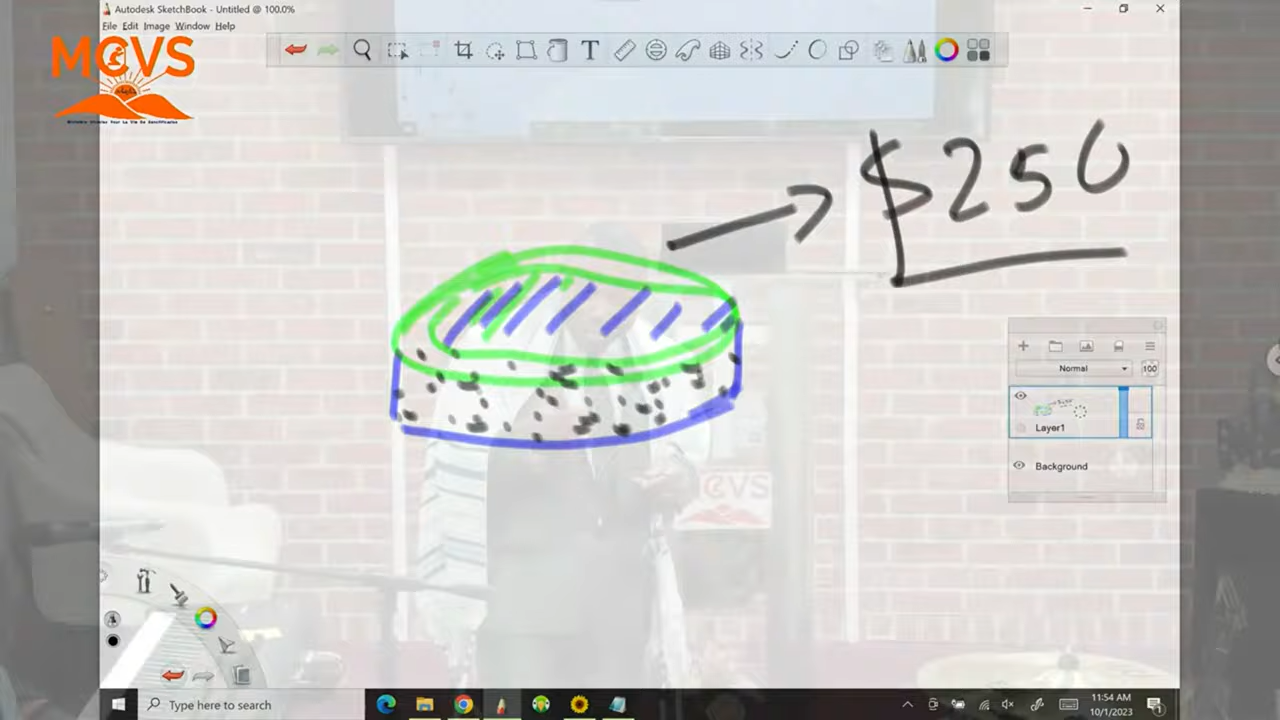 Autodesk SketchBook - Untitled @ 100.0%
File Edit Image Window Help
MCVS
T
$250
Normal
100
Layer1
Background
CVS
Type here to search
11:54 AM
10/1/2023